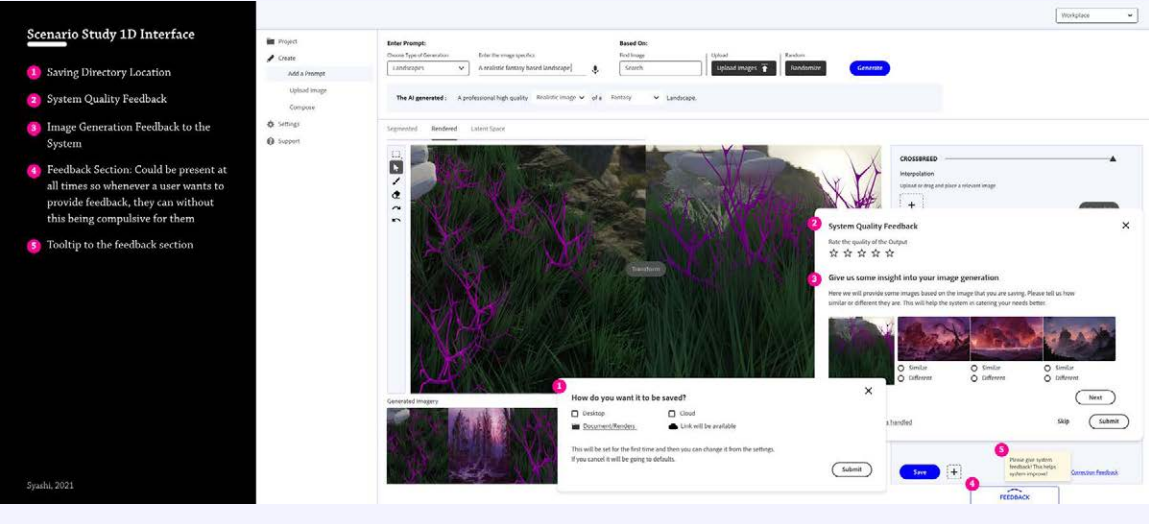 Scenario Study 1D Interface
1 Saving Directory Location
2 System Quality Feedback
3 Image Generation Feedback to the
System
4 Feedback Section: Could be present at
all times so whenever a user wants to
provide feedback, they can without
this being compulsive for them
5 Tooltip to the feedback section
Syashi, 2021
Workplace
Project
Create
Add a Prompt
Upload Image
Compose
Settings
Support
Enter Prompt:
Based On:
Choose Type of Generation
Enter the image specifics
Find Image
Upload
Random
Landscapes
A realistic fantasy based landscape
Search
Upload images
Randomize
Generate
The AI generated : A professional high quality Realistic image of a Fantasy Landscape.
Segmented Rendered Latent Space
Transform
CROSSBREED
Interpolation
Upload or drag and place a relevant image
+
2 System Quality Feedback
Rate the quality of the Output
3 Give us some insight into your image generation
Here we will provide some images based on the image that you are saving. Please tell us how
similar or different they are. This will help the system in catering your needs better.
Similar Similar Similar
Different Different Different
Next
handled
Skip Submit
Generated Imagery
1 How do you want it to be saved?
Desktop Cloud
Document/Renders Link will be available
This will be set for the first time and then you can change it from the settings.
If you cancel it will be going to defaults.
Submit
Save +
5 Please give system
feedback! This helps
system improve!
Correction Feedback
4 FEEDBACK